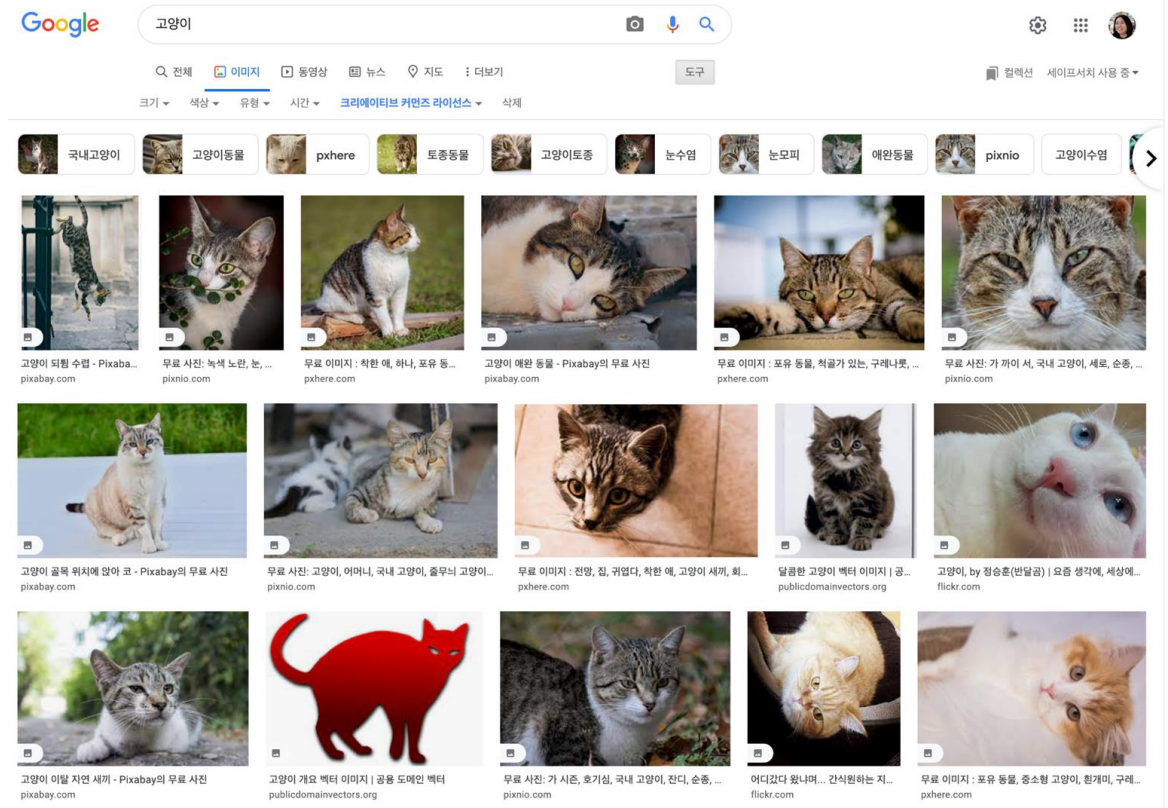 Google
고양이
전체 이미지 동영상 뉴스 지도 더보기 도구 컬렉션 세이프서치 사용 중
크기 색상 유형 시간 크리에이티브 커먼즈 라이선스 삭제
국내고양이 고양이동물 pxhere 토종동물 고양이토종 눈수염 눈모피 애완동물 pixnio 고양이수염
고양이 되튐 수렵 - Pixaba... 무료 사진: 녹색 노란, 눈, ... 무료 이미지 : 착한 애, 하나, 포유 동... 고양이 애완 동물 - Pixabay의 무료 사진 무료 이미지 : 포유 동물, 척골가 있는, 구레나룻, ... 무료 사진: 가 까이 서, 국내 고양이, 세로, 순종, ...
pixabay.com pixnio.com pxhere.com pixabay.com pxhere.com pixnio.com
고양이 골목 위치에 앉아 코 - Pixabay의 무료 사진 무료 사진: 고양이, 어머니, 국내 고양이, 줄무늬 고양이... 무료 이미지 : 전망, 집, 귀엽다, 착한 애, 고양이 새끼, 회... 달콤한 고양이 벡터 이미지 | 공... 고양이, by 정승훈(반달곰) | 요즘 생각에, 세상에...
pixabay.com pixnio.com pxhere.com publicdomainvectors.org flickr.com
고양이 이탈 자연 새끼 - Pixabay의 무료 사진 고양이 개요 벡터 이미지 | 공용 도메인 벡터 무료 사진: 가 시즌, 호기심, 국내 고양이, 잔디, 순종, ... 어디갔다 왔냐며... 간식원하는 지... 무료 이미지 : 포유 동물, 중소형 고양이, 흰개미, 구레...
pixabay.com publicdomainvectors.org pixnio.com flickr.com pxhere.com